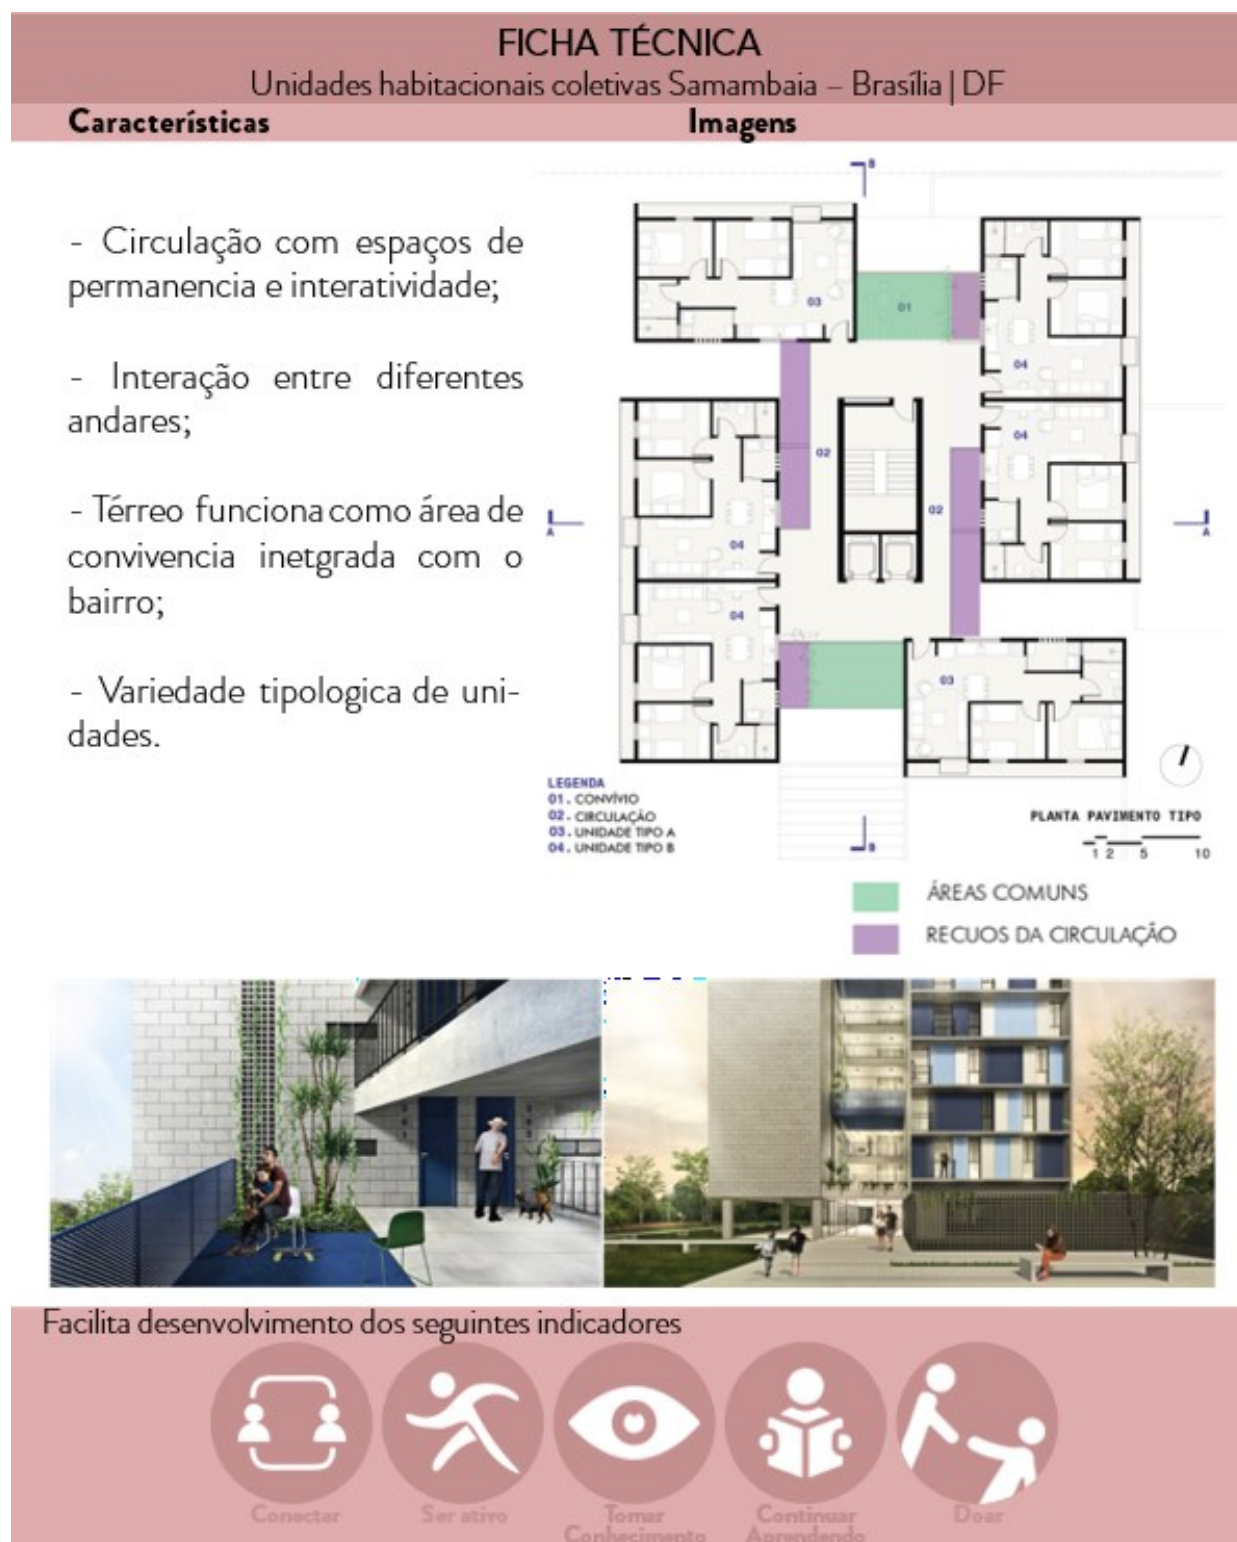 FICHA TÉCNICA
Unidades habitacionais coletivas Samambaia – Brasília | DF
Características
Imagens
- Circulação com espaços de
permanencia e interatividade;
- Interação entre diferentes
andares;
- Térreo funciona como área de
convivencia inetgrada com o
bairro;
- Variedade tipologica de uni-
dades.
B
03
01
04
04
02
02
A
A
04
04
03
LEGENDA
01. CONVÍVIO
02. CIRCULAÇÃO
03. UNIDADE TIPO A
04. UNIDADE TIPO B
B
PLANTA PAVIMENTO TIPO
1 2 5 10
ÁREAS COMUNS
RECUOS DA CIRCULAÇÃO
Facilita desenvolvimento dos seguintes indicadores
Conectar
Ser ativo
Tomar
Conhecimento
Continuar
Aprendendo
Doar